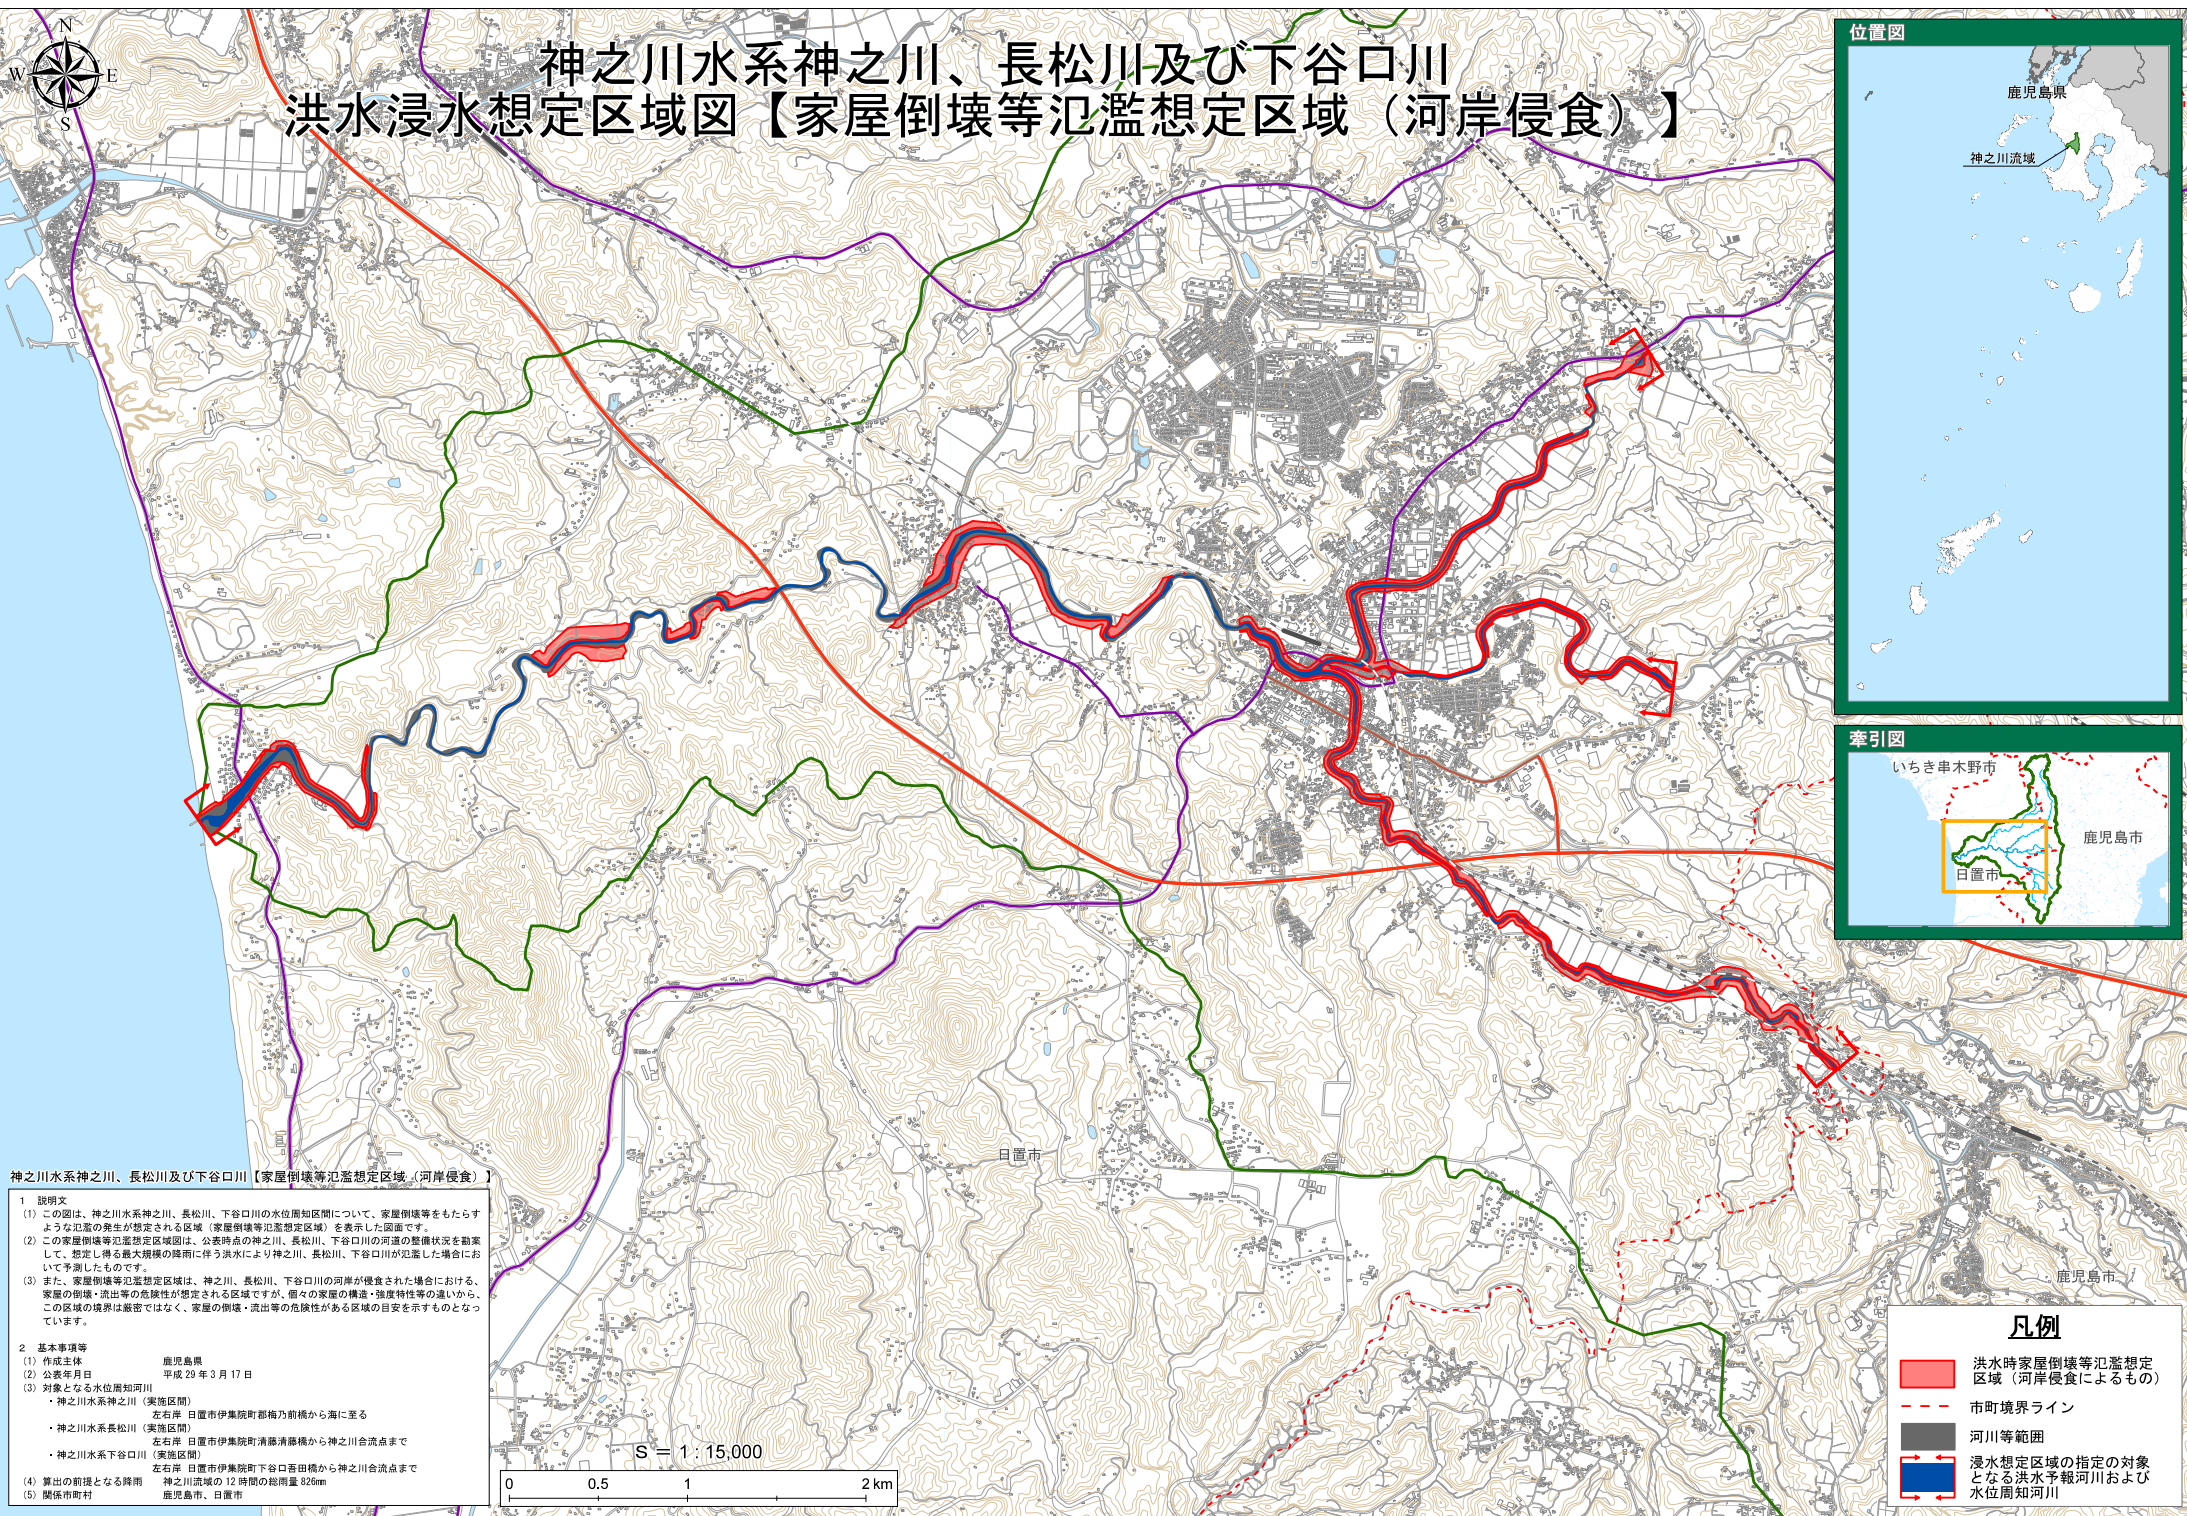 神之川水系神之川、長松川及び下谷口川
洪水浸水想定区域図【家屋倒壊等氾濫想定区域（河岸侵食）】
N
W
E
S
位置図
鹿児島県
神之川流域
牽引図
いちき串木野市
鹿児島市
日置市
日置市
鹿児島市
神之川水系神之川、長松川及び下谷口川【家屋倒壊等氾濫想定区域（河岸侵食）】
1 説明文
（1）この図は、神之川水系神之川、長松川、下谷口川の水位周知区間について、家屋倒壊等をもたらす
ような氾濫の発生が想定される区域（家屋倒壊等氾濫想定区域）を表示した図面です。
（2）この家屋倒壊等氾濫想定区域図は、公表時点の神之川、長松川、下谷口川の河道の整備状況を勘案
して、想定し得る最大規模の降雨に伴う洪水により神之川、長松川、下谷口川が氾濫した場合にお
いて予測したものです。
（3）また、家屋倒壊等氾濫想定区域は、神之川、長松川、下谷口川の河岸が侵食された場合における、
家屋の倒壊・流出等の危険性が想定される区域ですが、個々の家屋の構造・強度特性等の違いから、
この区域の境界は厳密ではなく、家屋の倒壊・流出等の危険性がある区域の目安を示すものとなっ
ています。
2 基本事項等
（1）作成主体 鹿児島県
（2）公表年月日 平成29年3月17日
（3）対象となる水位周知河川
・神之川水系神之川（実施区間）
左右岸 日置市伊集院町郡梅乃前橋から海に至る
・神之川水系長松川（実施区間）
左右岸 日置市伊集院町清藤清藤橋から神之川合流点まで
・神之川水系下谷口川（実施区間）
左右岸 日置市伊集院町下谷口吾田橋から神之川合流点まで
（4）算出の前提となる降雨 神之川流域の12時間の総雨量826mm
（5）関係市町村 鹿児島市、日置市
S ＝ 1：15,000
0 0.5 1 2 km
凡例
洪水時家屋倒壊等氾濫想定
区域（河岸侵食によるもの）
市町境界ライン
河川等範囲
浸水想定区域の指定の対象
となる洪水予報河川および
水位周知河川